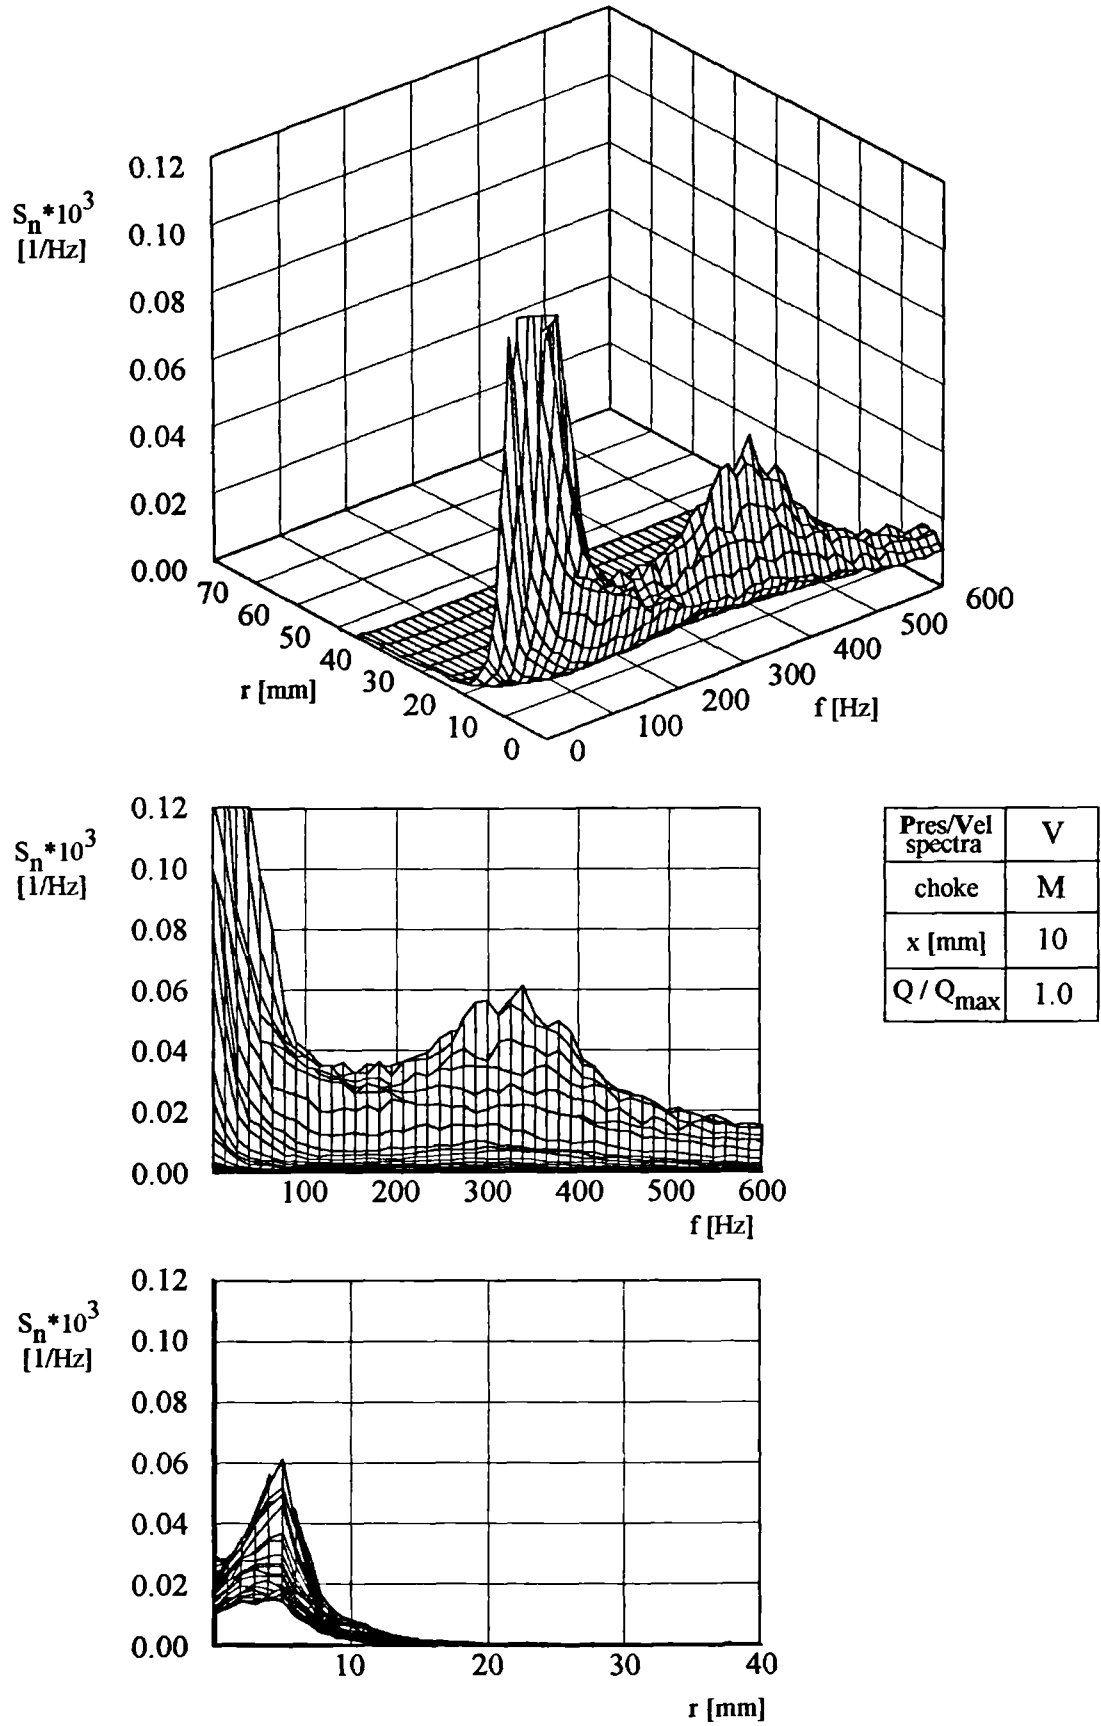 0.12
S_n*10^3
[1/Hz]
0.10
0.08
0.06
0.04
0.02
0.00
70
60
50
40
30
20
10
0
r [mm]
0
100
200
300
400
500
600
f [Hz]
0.12
S_n*10^3
[1/Hz]
0.10
0.08
0.06
0.04
0.02
0.00
100 200 300 400 500 600
f [Hz]
Pres/Vel spectra V
choke M
x [mm] 10
Q / Q_max 1.0
0.12
S_n*10^3
[1/Hz]
0.10
0.08
0.06
0.04
0.02
0.00
10 20 30 40
r [mm]